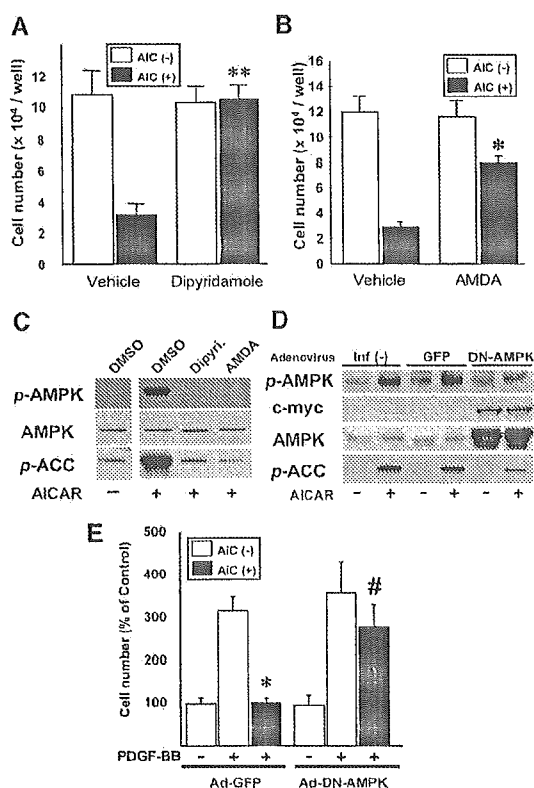 A
AIC (-)
AIC (+)
**
Cell number (x 10⁴ / well)
12
10
8
6
4
2
0
Vehicle
Dipyridamole
B
AIC (-)
AIC (+)
*
Cell number (x 10⁴ / well)
16
14
12
10
8
6
4
2
0
Vehicle
AMDA
C
DMSO
DMSO
Dipyri.
AMDA
p-AMPK
AMPK
p-ACC
AICAR
- + + +
D
Adenovirus
Inf (-)
GFP
DN-AMPK
p-AMPK
c-myc
AMPK
p-ACC
AICAR
- + - + - +
E
AiC (-)
AiC (+)
Cell number (% of Control)
500
400
300
200
100
*
#
PDGF-BB
- + + - + +
Ad-GFP
Ad-DN-AMPK